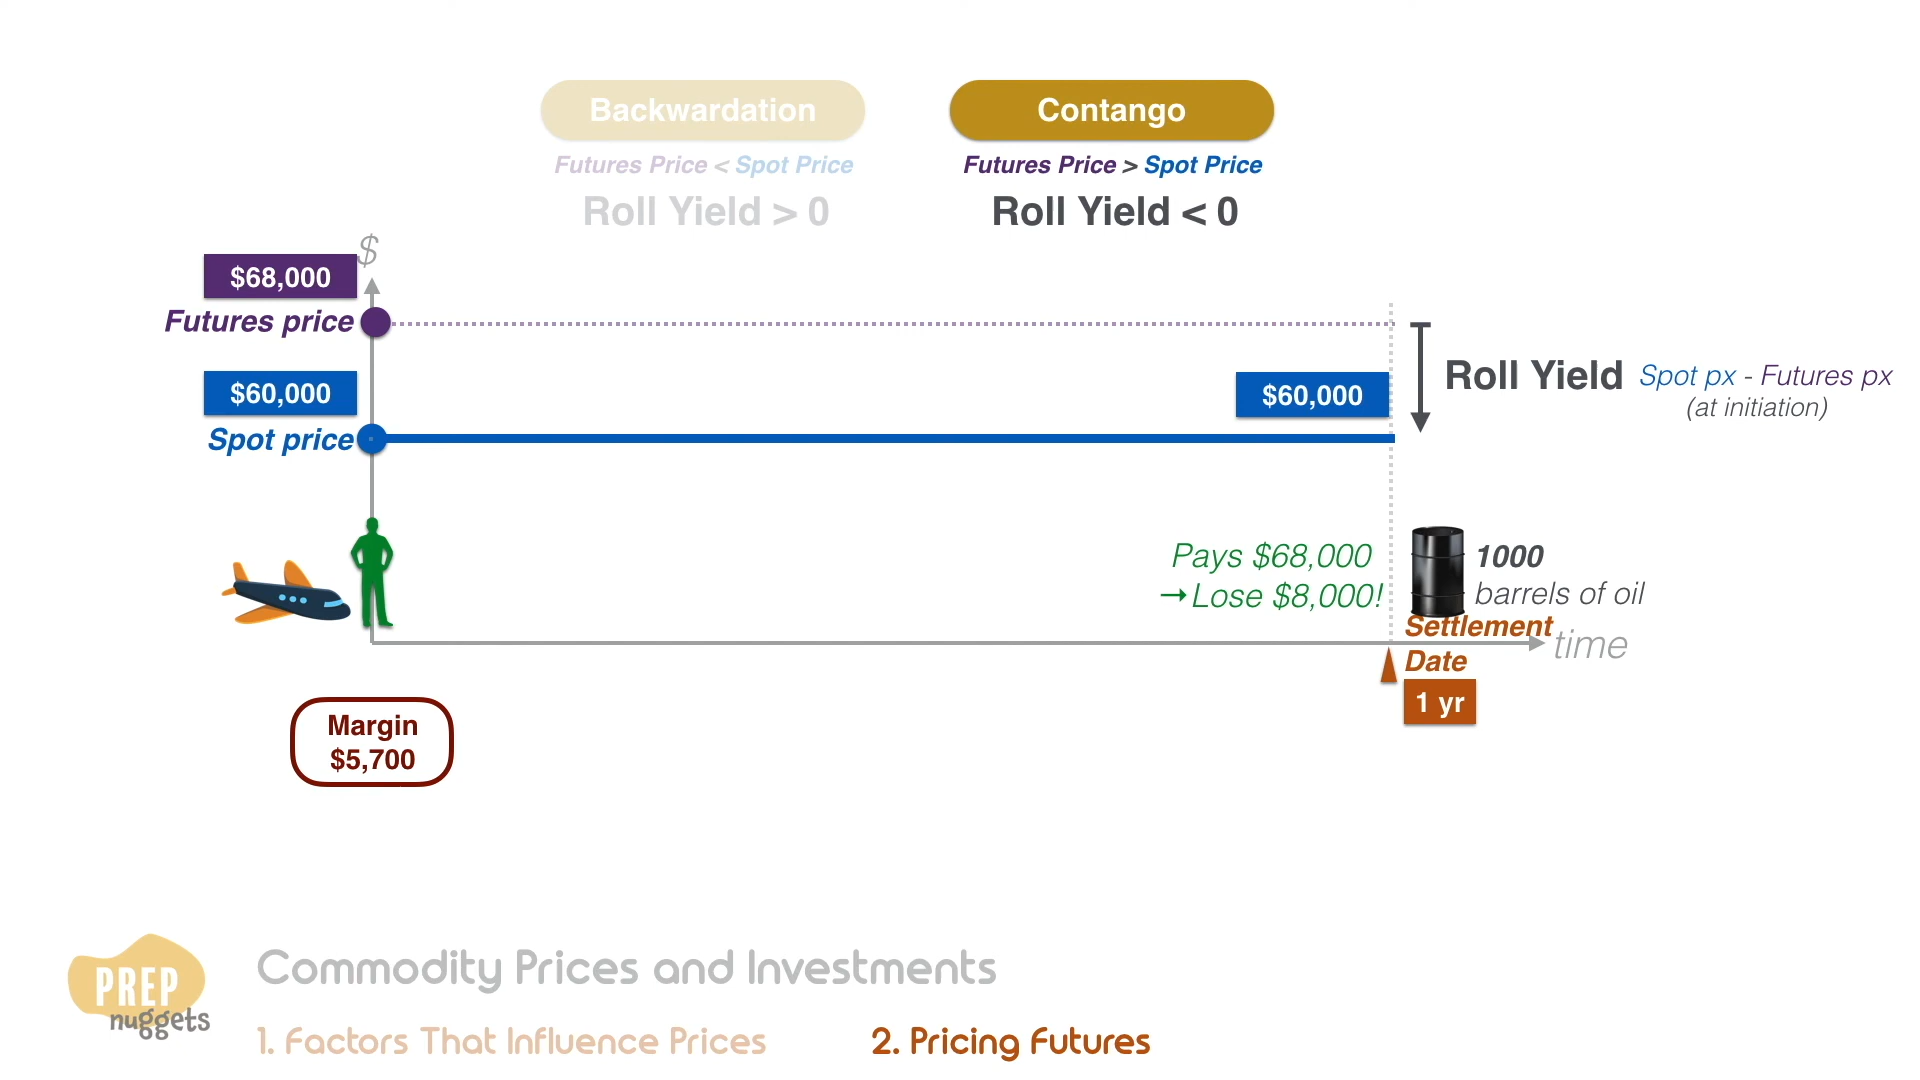 Backwardation
Futures Price < Spot Price
Roll Yield > 0
Contango
Futures Price > Spot Price
Roll Yield < 0
$
$68,000
Futures price
$60,000
Spot price
$60,000
Roll Yield
Spot px - Futures px
(at initiation)
Pays $68,000
→ Lose $8,000!
1000
barrels of oil
Settlement
Date
1 yr
time
Margin
$5,700
PREP
nuggets
Commodity Prices and Investments
1. Factors That Influence Prices
2. Pricing Futures